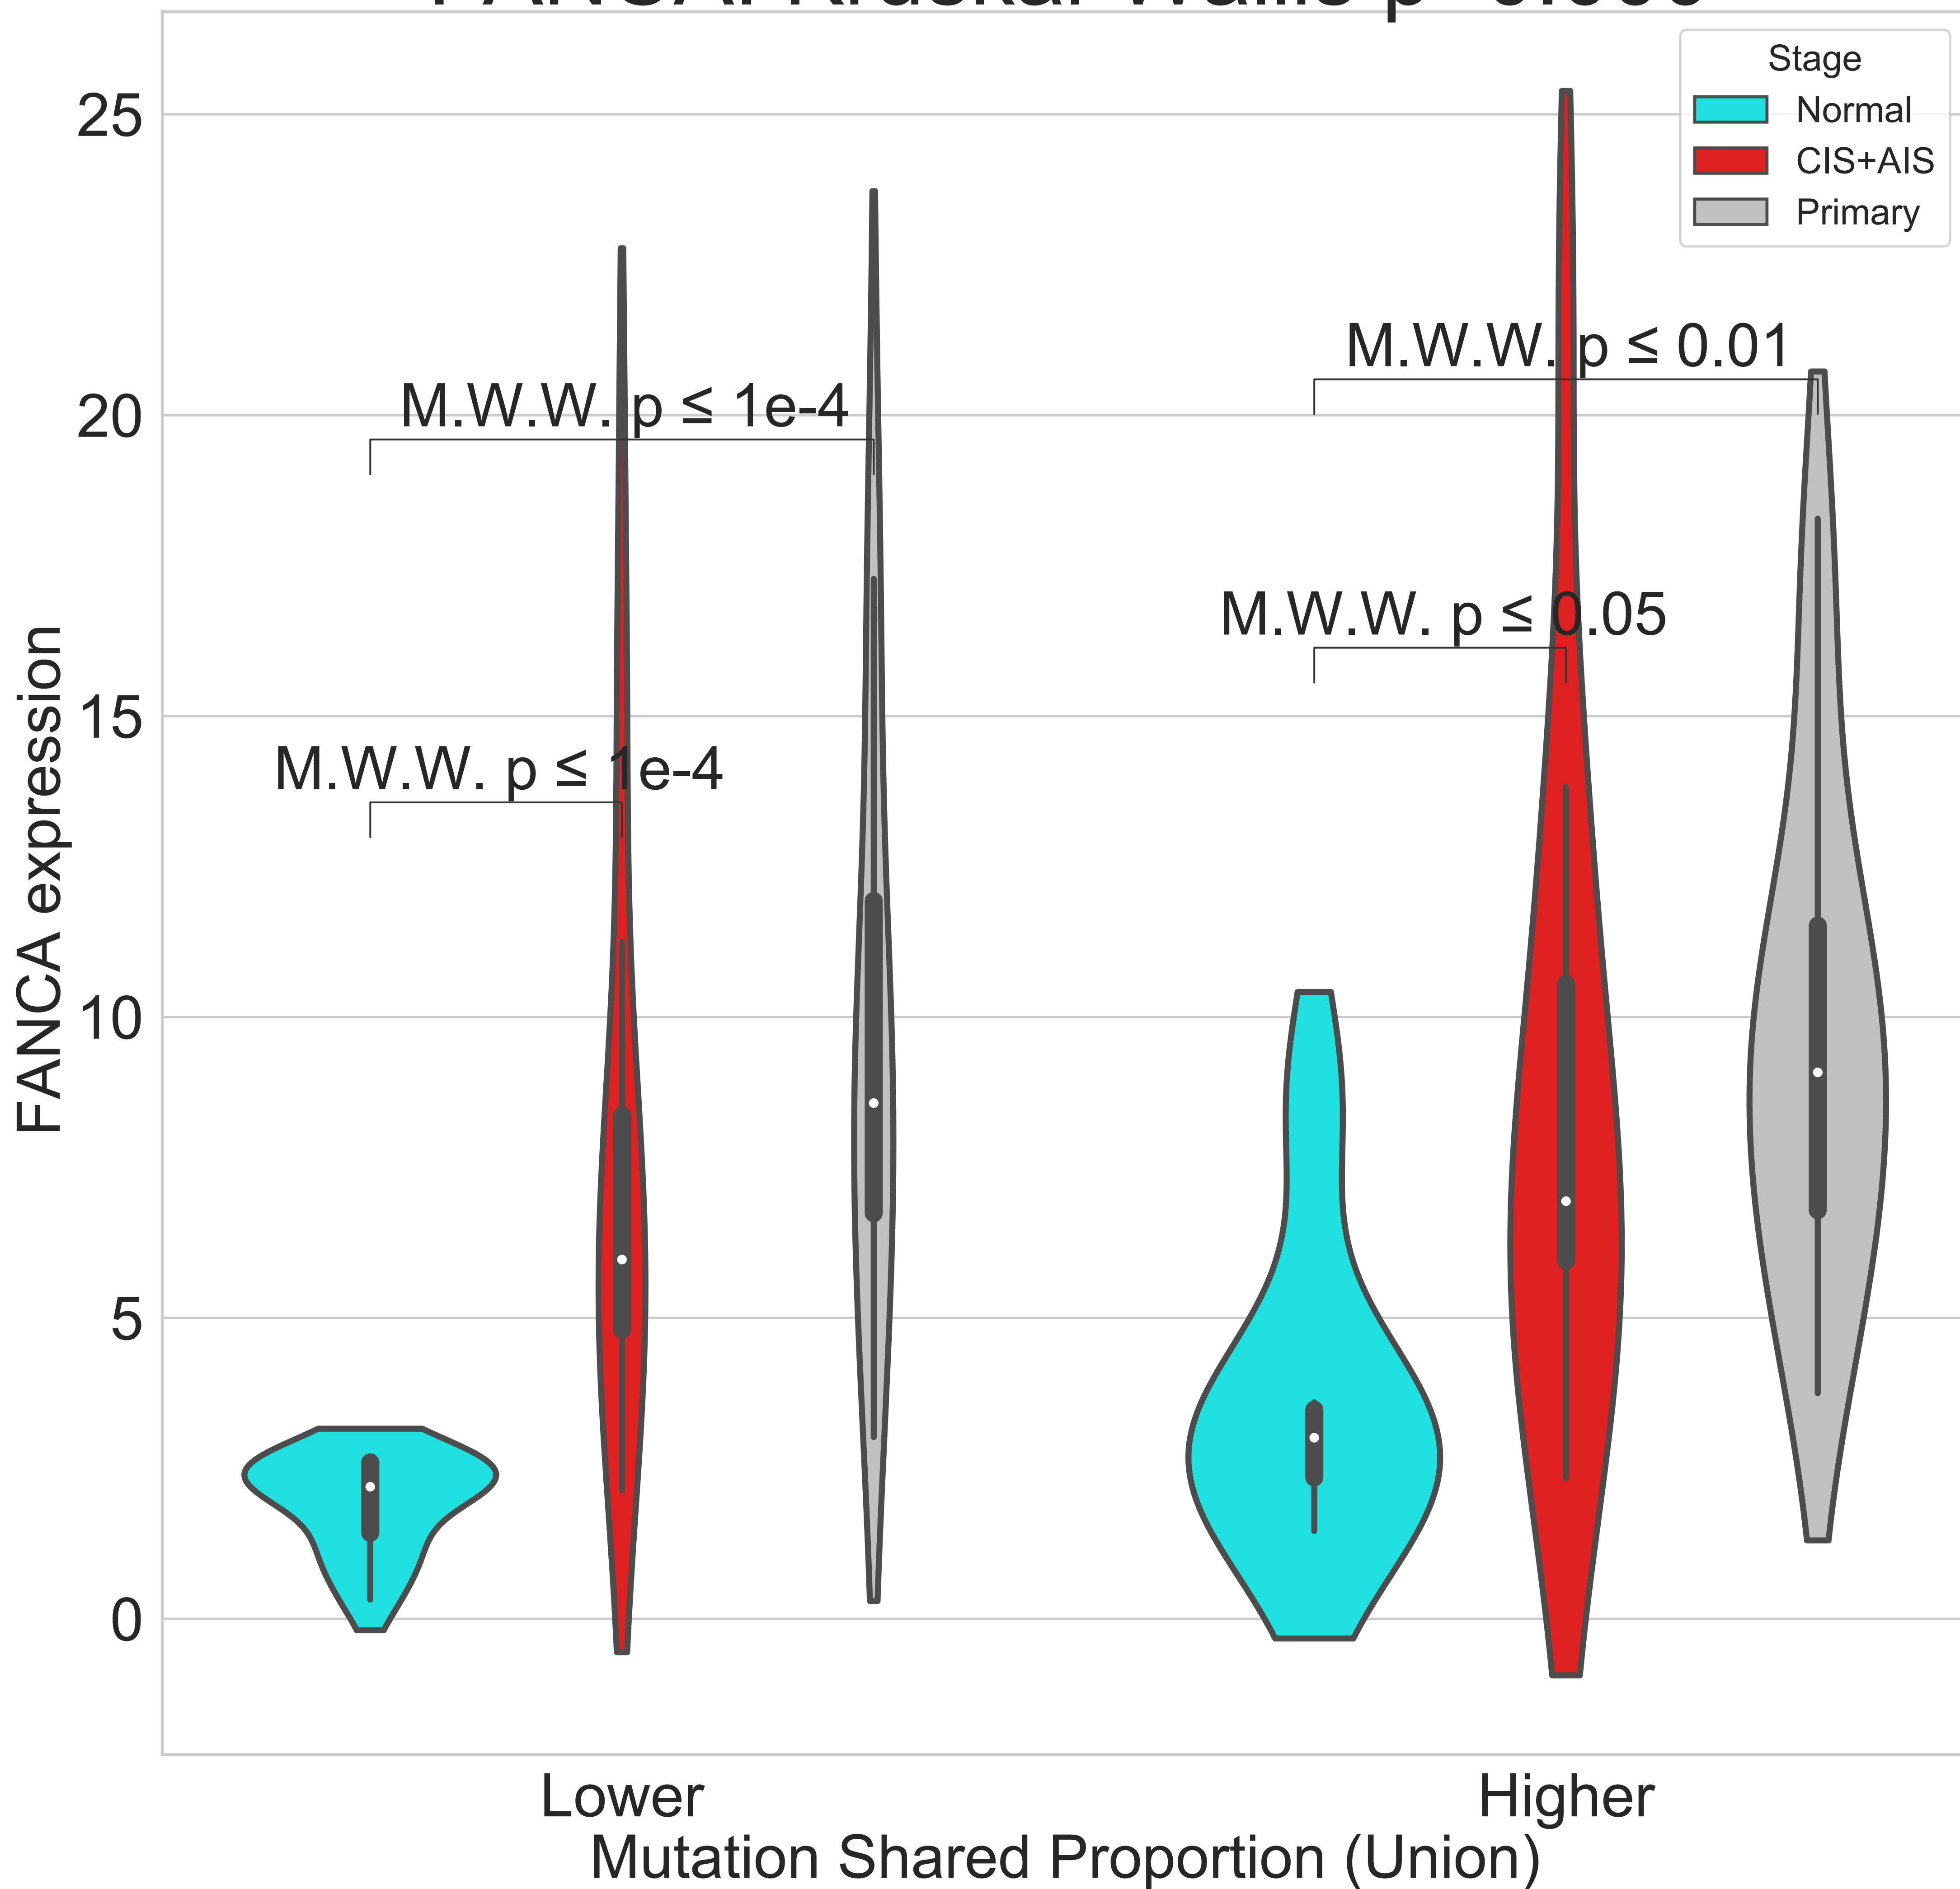 Stage
Normal
CIS+AIS
Primary
25
20
15
10
5
0
FANCA expression
M.W.W. p ≤ 0.01
M.W.W. p ≤ 1e-4
M.W.W. p ≤ 0.05
M.W.W. p ≤ 1e-4
Lower
Higher
Mutation Shared Proportion (Union)